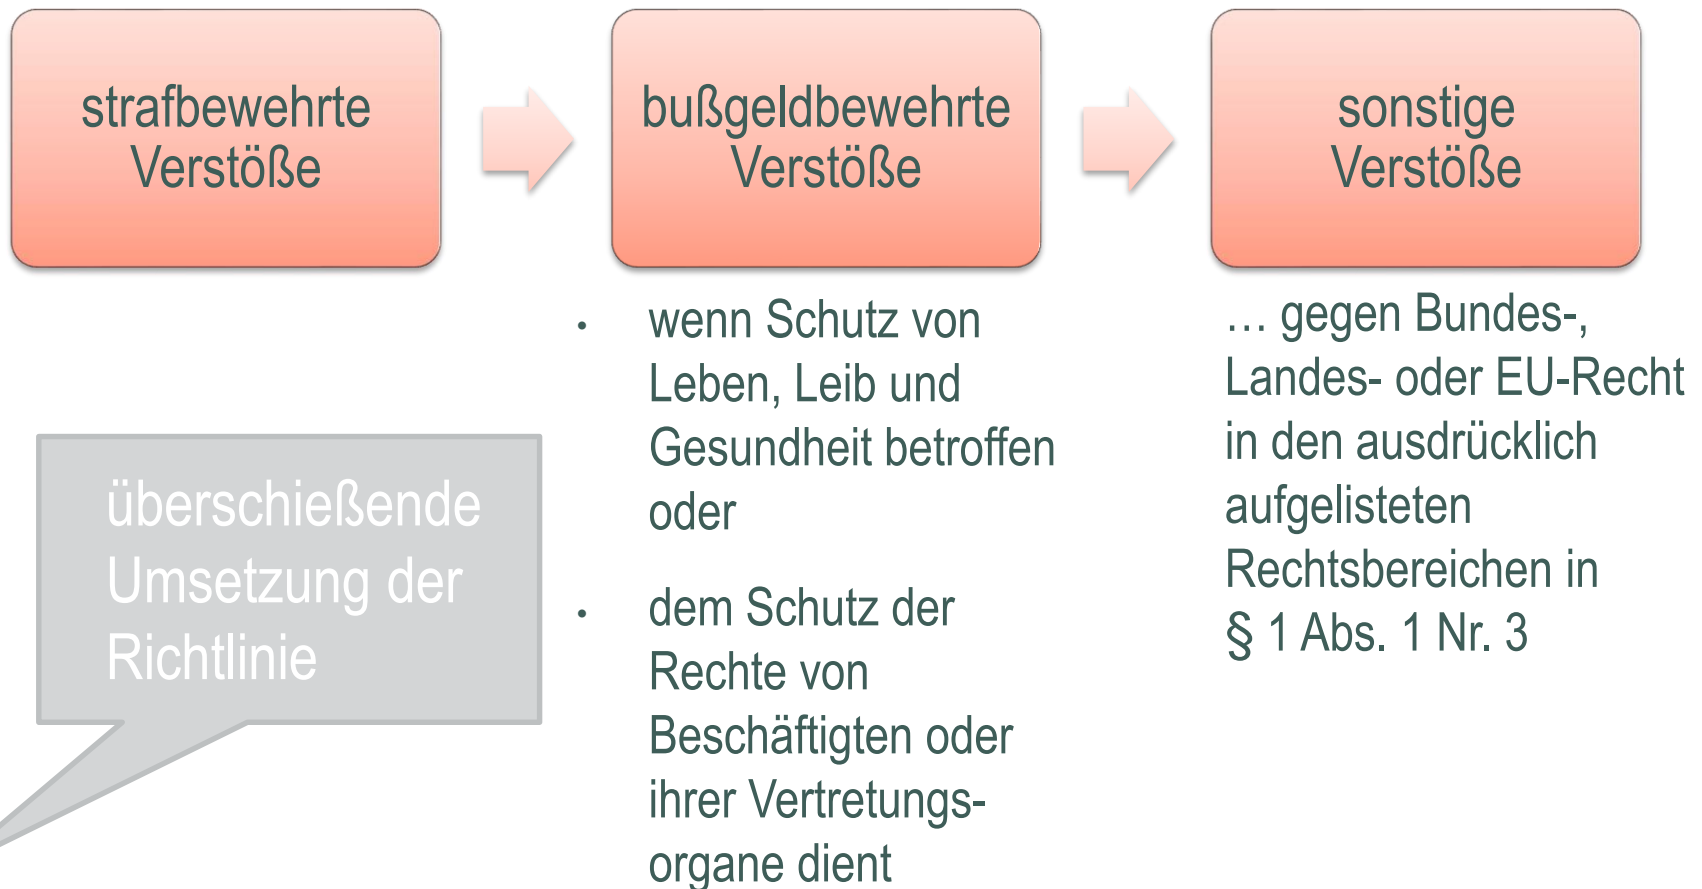 strafbewehrte
Verstöße
bußgeldbewehrte
Verstöße
sonstige
Verstöße
überschießende
Umsetzung der
Richtlinie
• wenn Schutz von
Leben, Leib und
Gesundheit betroffen
oder
• dem Schutz der
Rechte von
Beschäftigten oder
ihrer Vertretungs-
organe dient
… gegen Bundes-,
Landes- oder EU-Recht
in den ausdrücklich
aufgelisteten
Rechtsbereichen in
§ 1 Abs. 1 Nr. 3